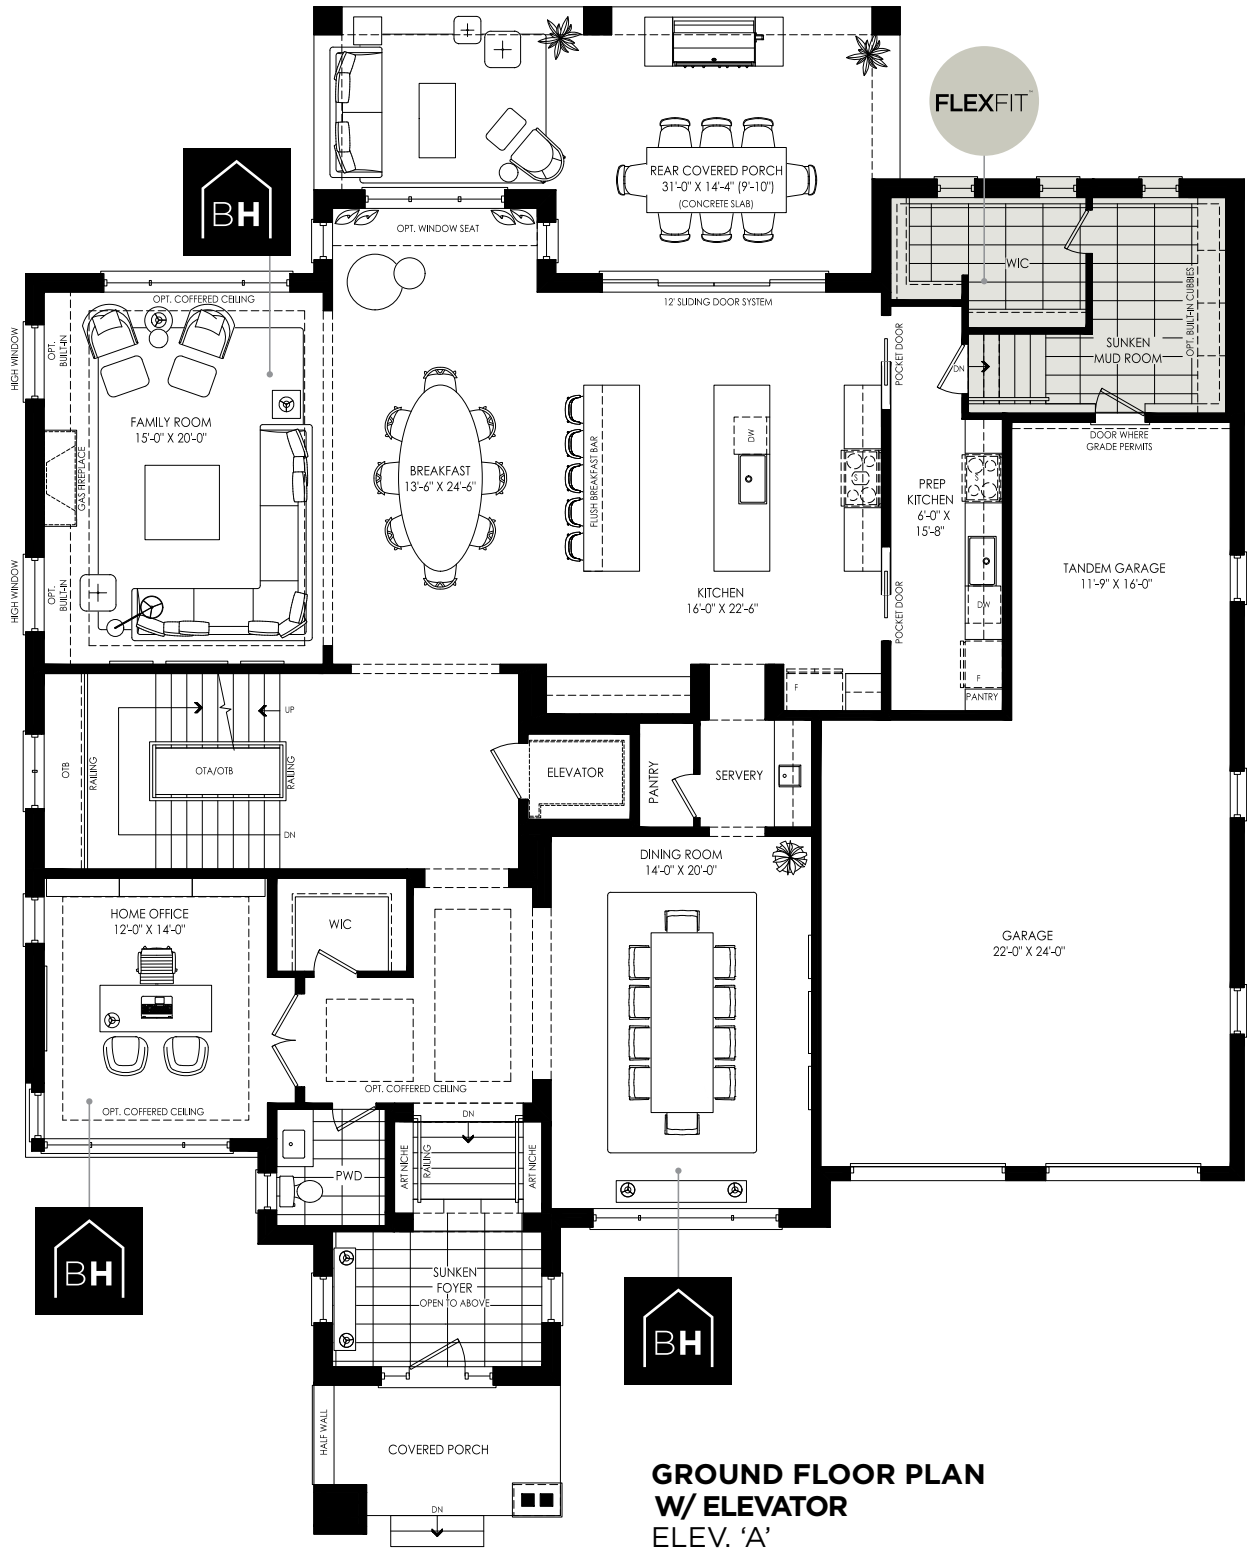 FLEXFIT™
BH
REAR COVERED PORCH
31'-0" X 14'-4" (9'-10")
(CONCRETE SLAB)
OPT. WINDOW SEAT
WIC
OPT. COFFERED CEILING
12' SLIDING DOOR SYSTEM
OPT. BUILT-IN CUBBIES
HIGH WINDOW
OPT.
BUILT-IN
POCKET DOOR
SUNKEN
MUD ROOM
DN
FAMILY ROOM
15'-0" X 20'-0"
GAS FIREPLACE
BREAKFAST
13'-6" X 24'-6"
FLUSH BREAKFAST BAR
DW
S
DOOR WHERE
GRADE PERMITS
S
PREP
KITCHEN
6'-0" X
15'-8"
TANDEM GARAGE
11'-9" X 16'-0"
HIGH WINDOW
OPT.
BUILT-IN
KITCHEN
16'-0" X 22'-6"
POCKET DOOR
DW
F
F
PANTRY
UP
OTB
RAILING
OTA/OTB
RAILING
DN
ELEVATOR
PANTRY
SERVERY
DINING ROOM
14'-0" X 20'-0"
HOME OFFICE
12'-0" X 14'-0"
WIC
GARAGE
22'-0" X 24'-0"
OPT. COFFERED CEILING
OPT. COFFERED CEILING
DN
PWD
ART NICHE
RAILING
ART NICHE
BH
SUNKEN
FOYER
OPEN TO ABOVE
BH
HALF WALL
COVERED PORCH
DN
GROUND FLOOR PLAN
W/ ELEVATOR
ELEV. ‘A’